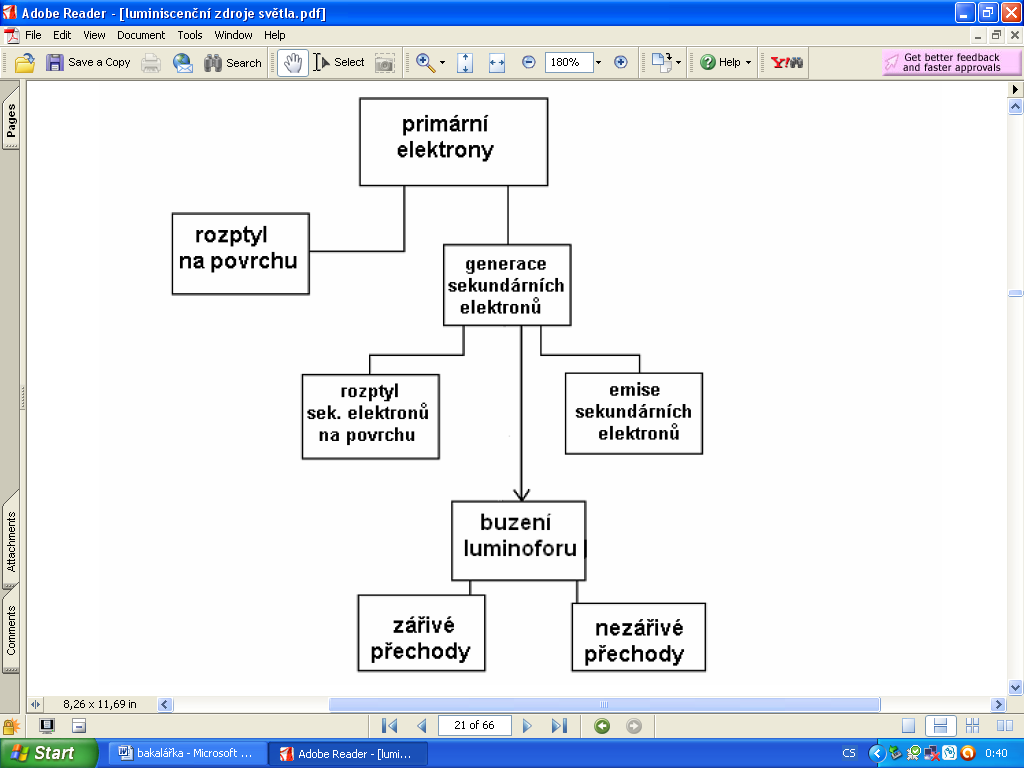 Adobe Reader - [luminiscenční zdroje světla.pdf]
File Edit View Document Tools Window Help
Save a Copy Search Select 180% Help Y! Get better feedback
and faster approvals
Pages
primární
elektrony
rozptyl
na povrchu
generace
sekundárních
elektronů
rozptyl
sek. elektronů
na povrchu
emise
sekundárních
elektronů
buzení
luminoforu
zářivé
přechody
nezářivé
přechody
Attachments
Comments
8,26 x 11,69 in
21 of 66
Start bakalářka - Microsoft ... Adobe Reader - [lumi... CS 0:40